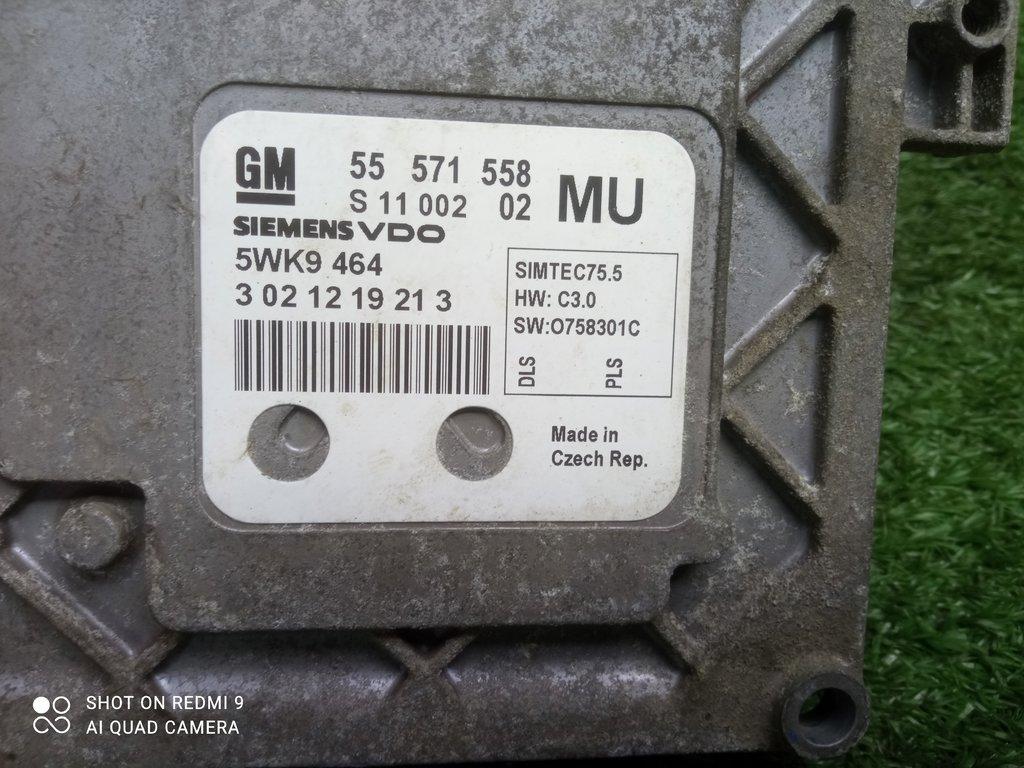 GM 55 571 558
S 11 002 02 MU
SIEMENS VDO
5WK9 464
3 02 12 19 21 3
SIMTEC75.5
HW: C3.0
SW:O758301C
DLS PLS
Made in
Czech Rep.
SHOT ON REDMI 9
AI QUAD CAMERA